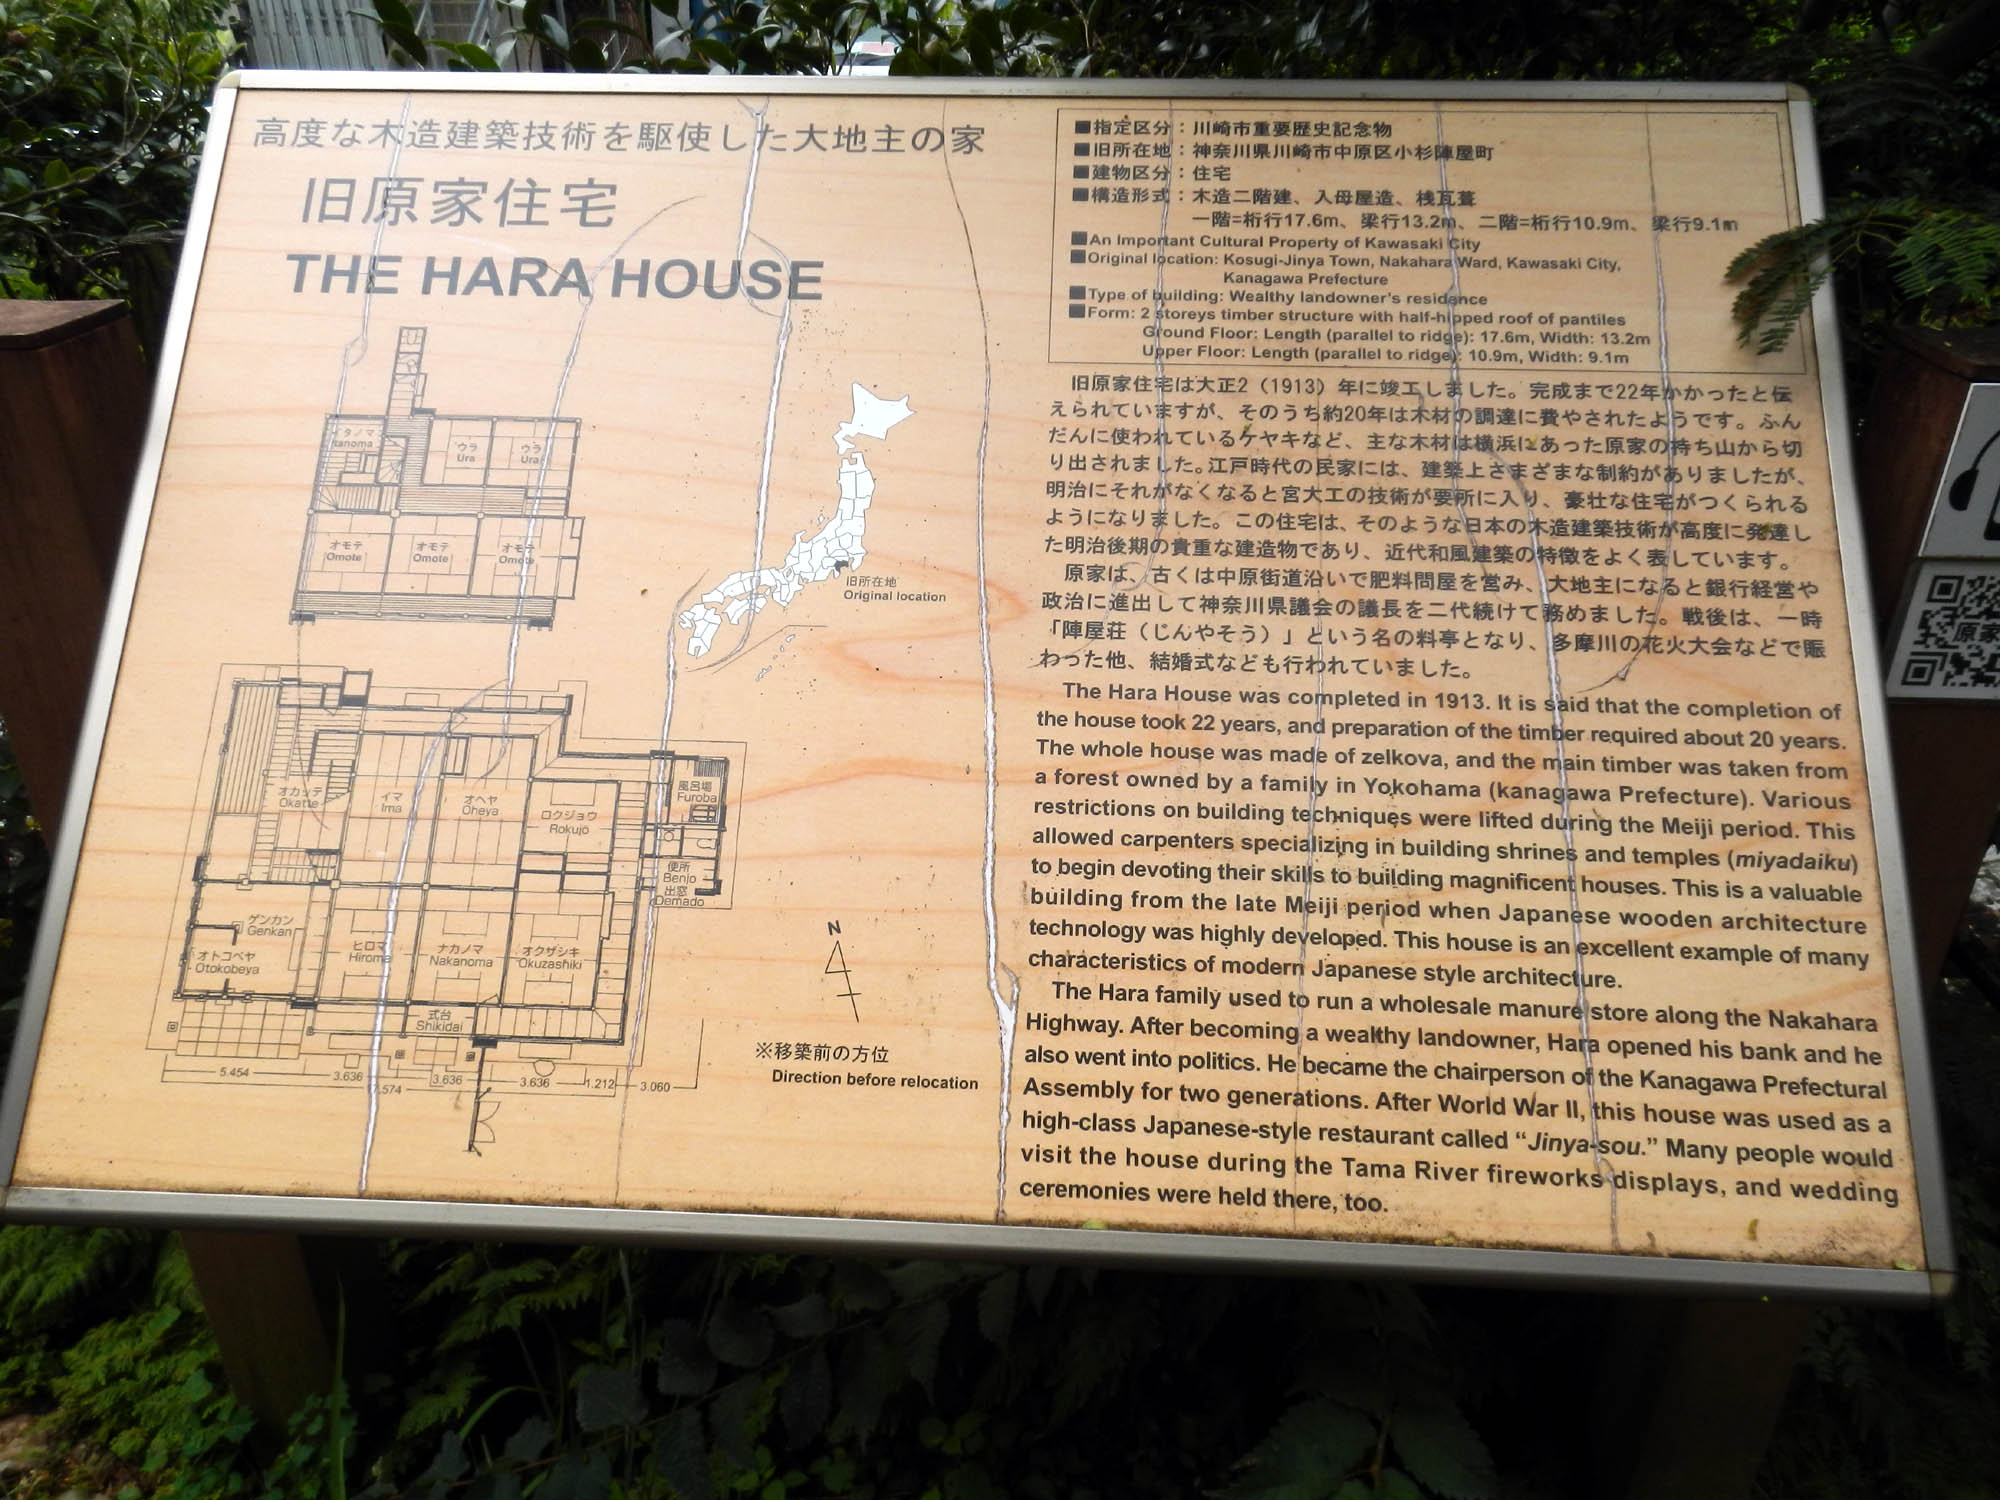 高度な木造建築技術を駆使した大地主の家
旧原家住宅
THE HARA HOUSE
■指定区分：川崎市重要歴史記念物
■旧所在地：神奈川県川崎市中原区小杉陣屋町
■建物区分：住宅
■構造形式：木造二階建、入母屋造、桟瓦葺
一階=桁行17.6m、梁行13.2m、二階=桁行10.9m、梁行9.1m
■An Important Cultural Property of Kawasaki City
■Original location: Kosugi-Jinya Town, Nakahara Ward, Kawasaki City,
Kanagawa Prefecture
■Type of building: Wealthy landowner's residence
■Form: 2 storeys timber structure with half-hipped roof of pantiles
Ground Floor: Length (parallel to ridge): 17.6m, Width: 13.2m
Upper Floor: Length (parallel to ridge): 10.9m, Width: 9.1m
旧原家住宅は大正2（1913）年に竣工しました。完成まで22年かかったと伝
えられていますが、そのうち約20年は木材の調達に費やされたようです。ふん
だんに使われているケヤキなど、主な木材は横浜にあった原家の持ち山から切
り出されました。江戸時代の民家には、建築上さまざまな制約がありましたが、
明治にそれがなくなると宮大工の技術が要所に入り、豪壮な住宅がつくられる
ようになりました。この住宅は、そのような日本の木造建築技術が高度に発達し
た明治後期の貴重な建造物であり、近代和風建築の特徴をよく表しています。
原家は、古くは中原街道沿いで肥料問屋を営み、大地主になると銀行経営や
政治に進出して神奈川県議会の議長を二代続けて務めました。戦後は、一時
「陣屋荘（じんやそう）」という名の料亭となり、多摩川の花火大会などで賑
わった他、結婚式なども行われていました。
The Hara House was completed in 1913. It is said that the completion of
the house took 22 years, and preparation of the timber required about 20 years.
The whole house was made of zelkova, and the main timber was taken from
a forest owned by a family in Yokohama (kanagawa Prefecture). Various
restrictions on building techniques were lifted during the Meiji period. This
allowed carpenters specializing in building shrines and temples (miyadaiku)
to begin devoting their skills to building magnificent houses. This is a valuable
building from the late Meiji period when Japanese wooden architecture
technology was highly developed. This house is an excellent example of many
characteristics of modern Japanese style architecture.
The Hara family used to run a wholesale manure store along the Nakahara
Highway. After becoming a wealthy landowner, Hara opened his bank and he
also went into politics. He became the chairperson of the Kanagawa Prefectural
Assembly for two generations. After World War II, this house was used as a
high-class Japanese-style restaurant called “Jinya-sou.” Many people would
visit the house during the Tama River fireworks displays, and wedding
ceremonies were held there, too.
イタノマ
Itanoma
ウラ
Ura
ウラ
Ura
オモテ
Omote
オモテ
Omote
オモテ
Omote
旧所在地
Original location
オカッテ
Okatte
イマ
Ima
オヘヤ
Oheya
ロクジョウ
Rokujo
風呂場
Furoba
便所
Benjo
出窓
Demado
ゲンカン
Genkan
オトコベヤ
Otokobeya
ヒロマ
Hiroma
ナカノマ
Nakanoma
オクザシキ
Okuzashiki
式台
Shikidai
5.454
3.636
3.636
3.636
1.212
3.060
17.574
N
※移築前の方位
Direction before relocation
原家